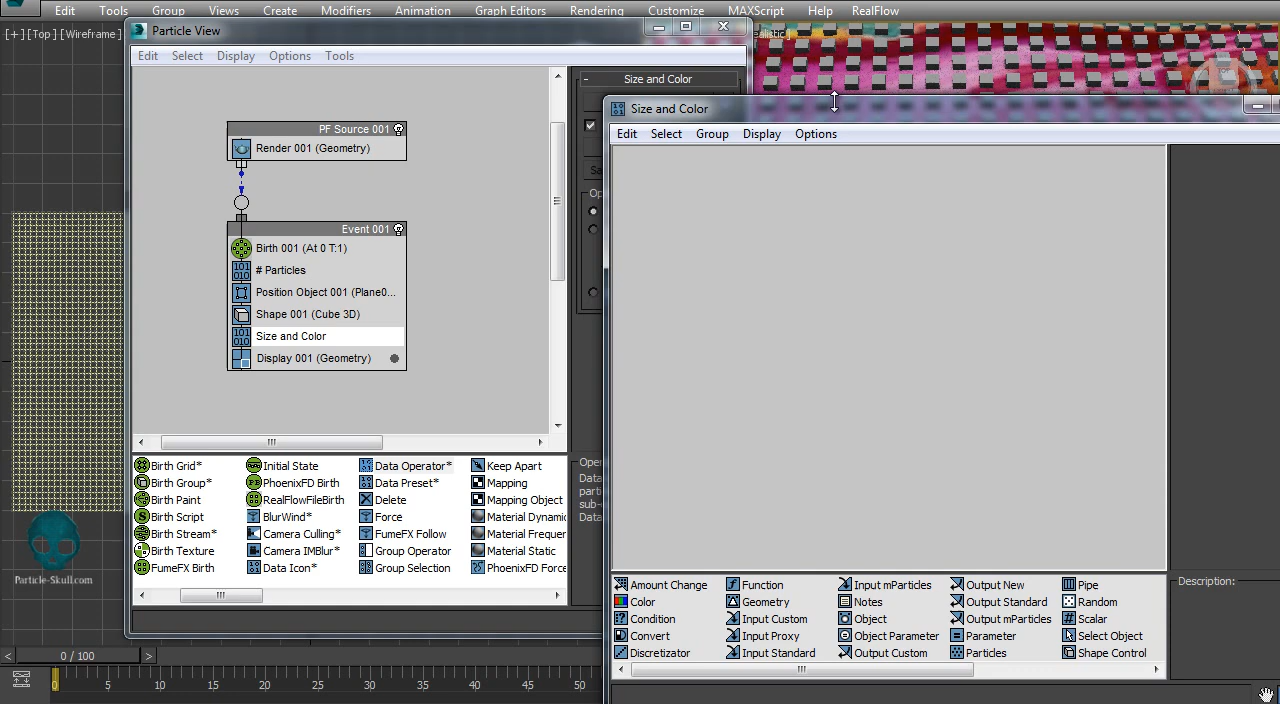 Edit Tools Group Views Create Modifiers Animation Graph Editors Rendering Customize MAXScript Help RealFlow
[+] [Top] [Wireframe]
Particle View
Edit Select Display Options Tools
PF Source 001
Render 001 (Geometry)
Event 001
Birth 001 (At 0 T:1)
# Particles
Position Object 001 (Plane0...
Shape 001 (Cube 3D)
Size and Color
Display 001 (Geometry)
- Size and Color
Size and Color
Edit Select Group Display Options
Birth Grid* Initial State Data Operator* Keep Apart
Birth Group* PhoenixFD Birth Data Preset* Mapping
Birth Paint RealFlowFileBirth Delete Mapping Object
Birth Script BlurWind* Force Material Dynamic
Birth Stream* Camera Culling* FumeFX Follow Material Frequen
Birth Texture Camera IMBlur* Group Operator Material Static
FumeFX Birth Data Icon* Group Selection PhoenixFD Force
Amount Change Function Input mParticles Output New Pipe
Color Geometry Notes Output Standard Random
Condition Input Custom Object Output mParticles Scalar
Convert Input Proxy Object Parameter Parameter Select Object
Discretizator Input Standard Output Custom Particles Shape Control
Description:
Particle-Skull.com
< 0 / 100 >
0 5 10 15 20 25 30 35 40 45 50